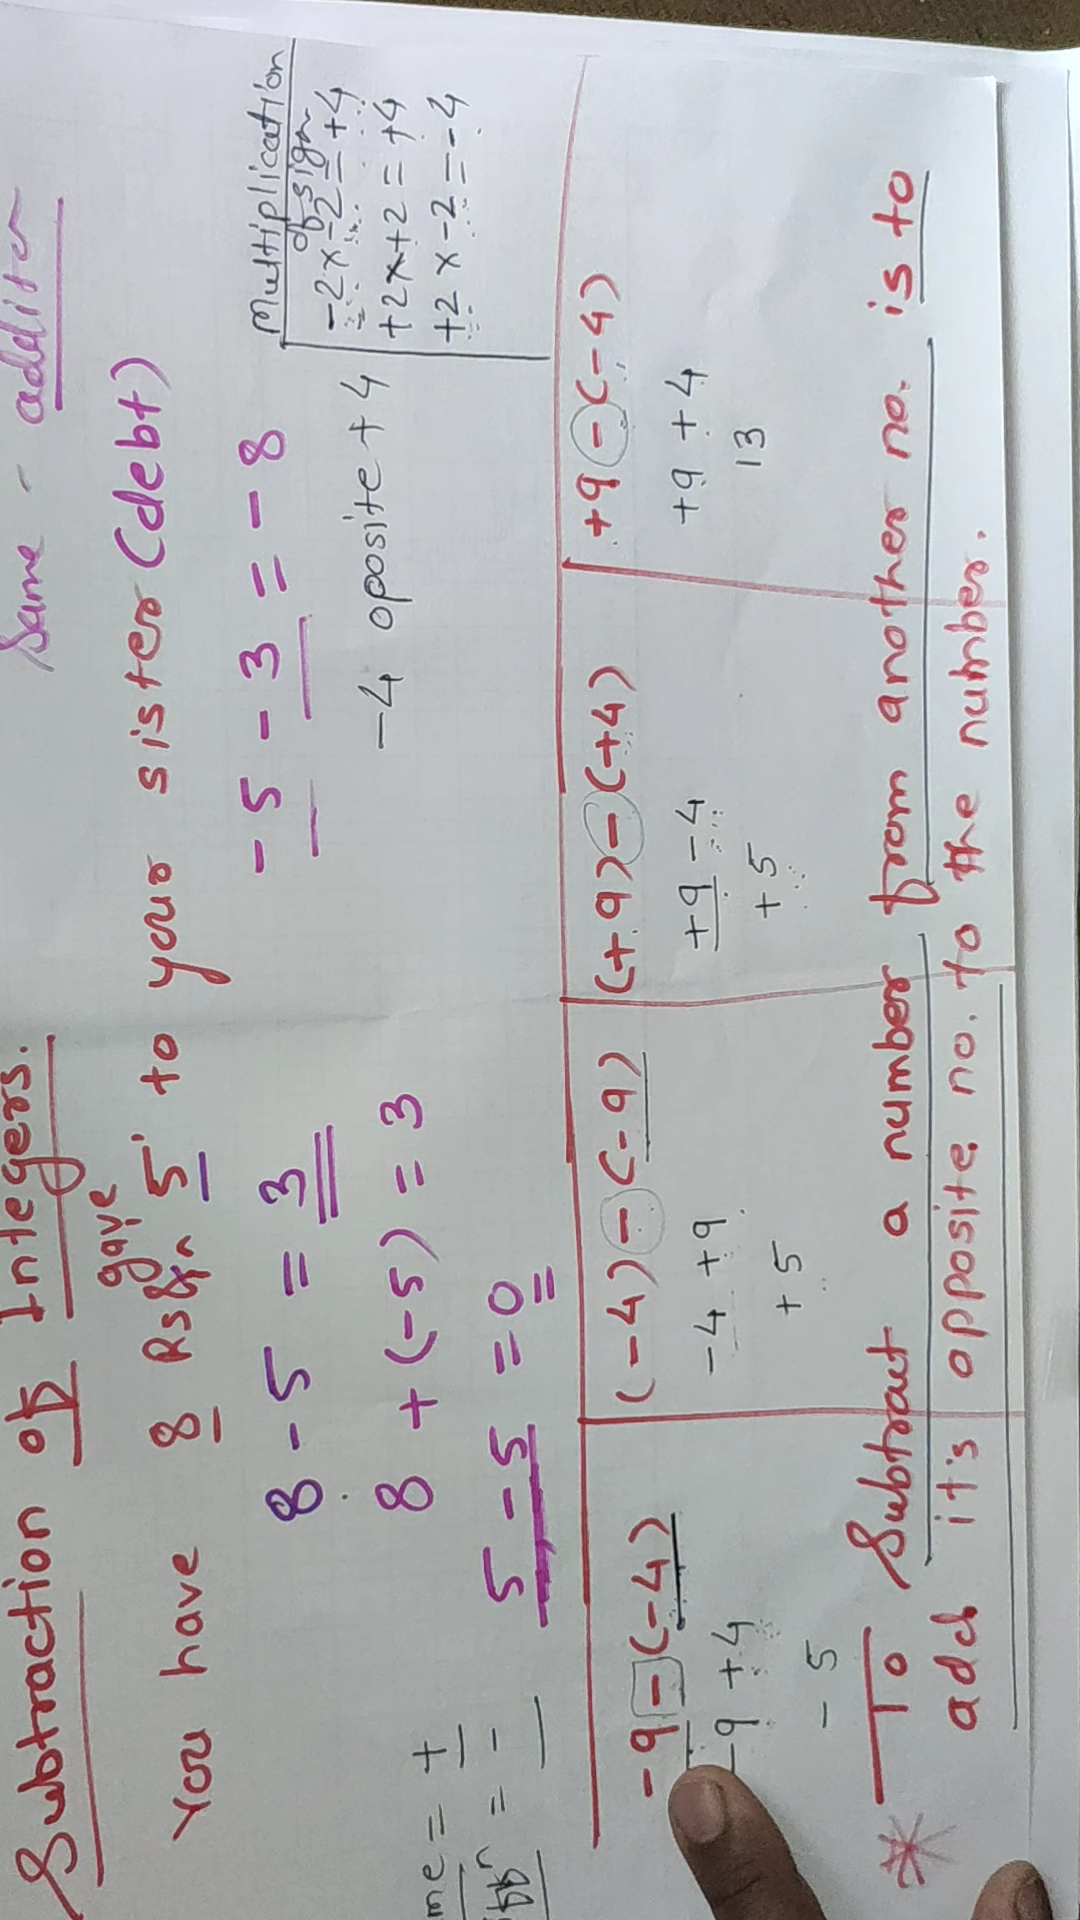 Same - additon
Subtraction of Integers.
gave
You have 8 Rs 5 to your sister (debt)
8 - 5 = 3
- 5 - 3 = - 8
Multiplication
of sign
-2 x -2 = +4
+2 x +2 = +4
+2 x -2 = -4
8 + (-5) = 3
-4 oposite + 4
= +
5 - 5 = 0
= -
-9 - (-4)
-9 +4
- 5
(-4) - (-9)
-4 +9
+5
(+9) - (+4)
+9 - 4
+5
+9 - (-4)
+9 + 4
13
* To Subtract a number from another no. is to
add it's opposite no. to the number.